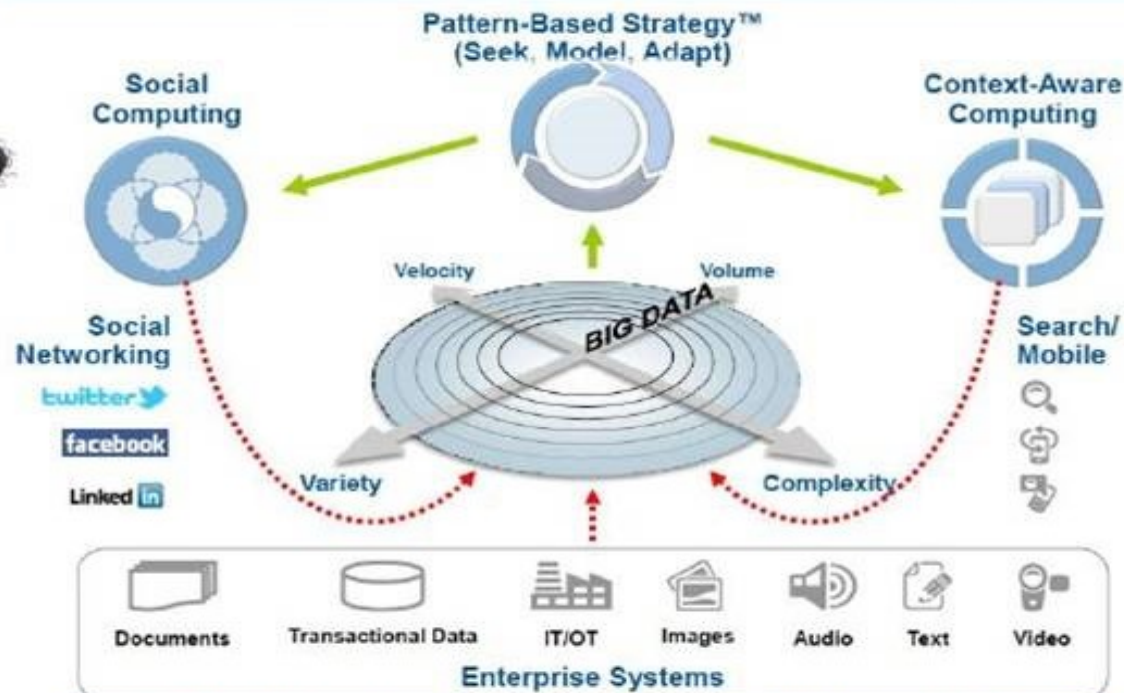 Pattern-Based Strategy™
(Seek, Model, Adapt)
Social
Computing
Context-Aware
Computing
Velocity
Volume
BIG DATA
Social
Networking
twitter
facebook
Linked in
Search/
Mobile
Variety
Complexity
Documents
Transactional Data
IT/OT
Images
Audio
Text
Video
Enterprise Systems